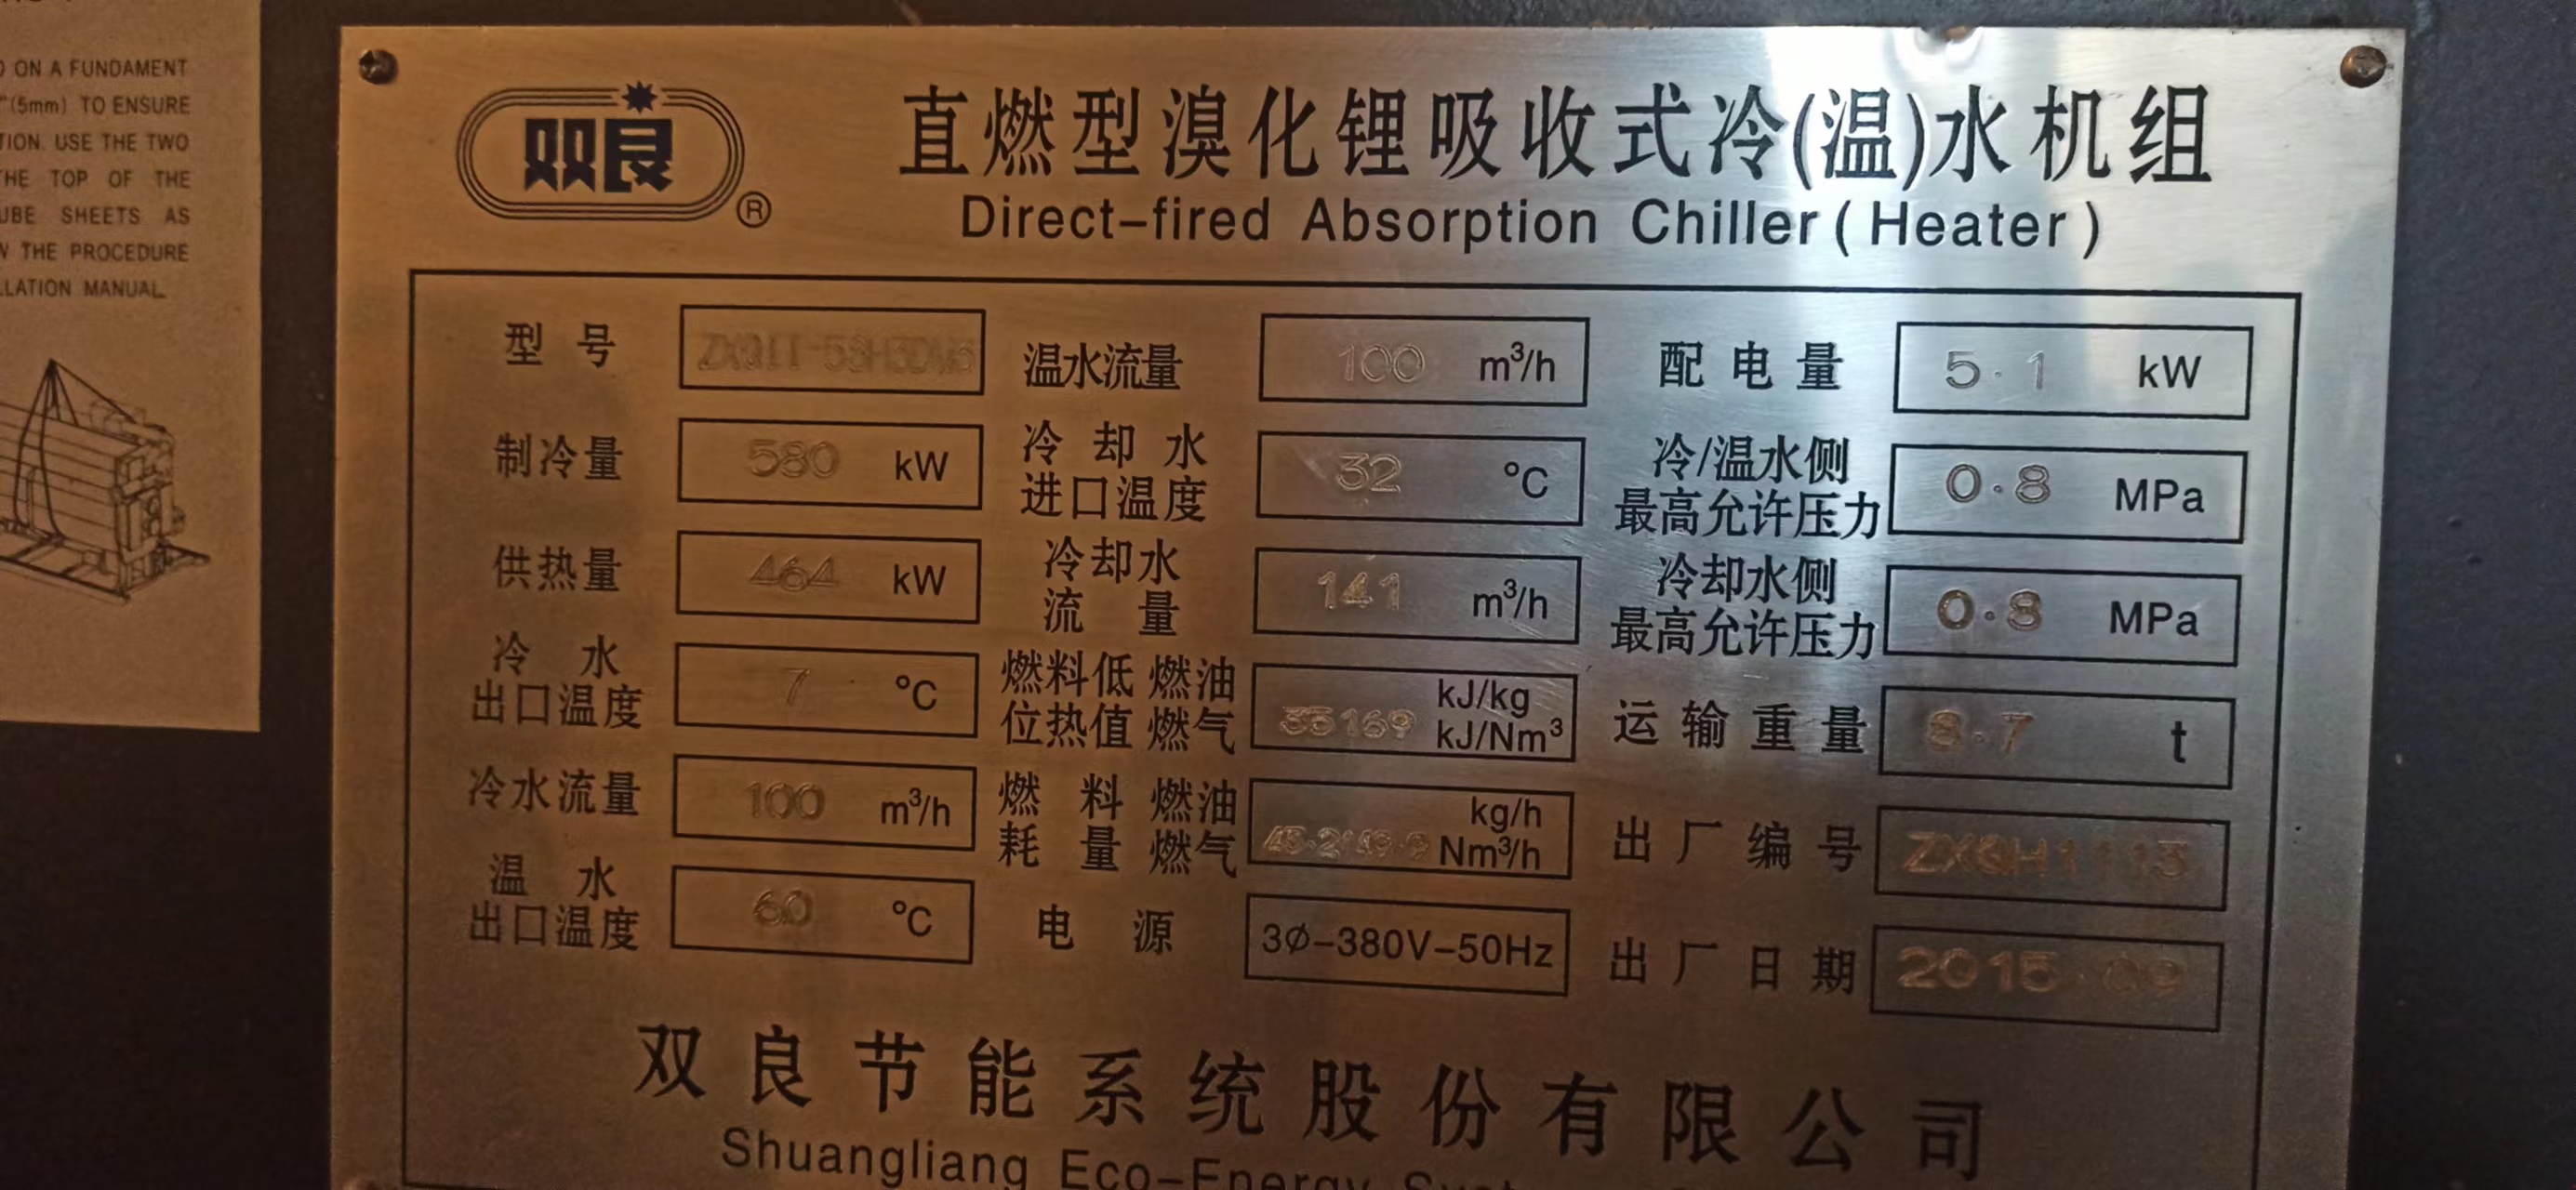 ON A FUNDAMENT
"(5mm) TO ENSURE
TION. USE THE TWO
THE TOP OF THE
UBE SHEETS AS
THE PROCEDURE
LLATION MANUAL.
双良®
直燃型溴化锂吸收式冷(温)水机组
Direct-fired Absorption Chiller (Heater)
型号
制冷量 580 kW
供热量 464 kW
冷水出口温度 7 ℃
冷水流量 100 m³/h
温水出口温度 60 ℃
温水流量 100 m³/h
冷却水进口温度 32 ℃
冷却水流量 141 m³/h
燃料低位热值 燃油 kJ/kg
燃气 35169 kJ/Nm³
燃料耗量 燃油 kg/h
燃气 Nm³/h
电源 3Ø-380V-50Hz
配电量 5.1 kW
冷/温水侧最高允许压力 0.8 MPa
冷却水侧最高允许压力 0.8 MPa
运输重量 8.7 t
出厂编号 ZXQH1113
出厂日期 2015.09
双良节能系统股份有限公司
Shuangliang Eco-Energy